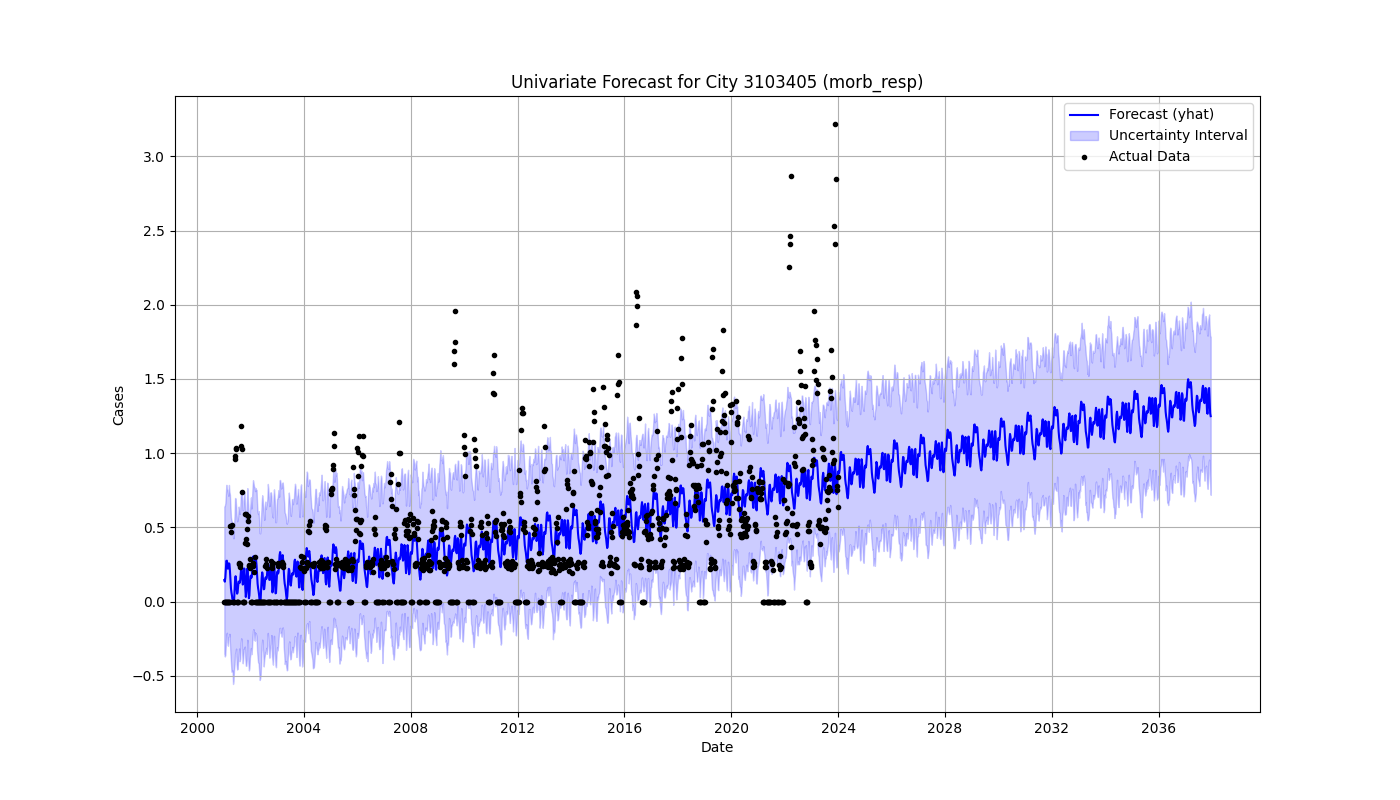 Univariate Forecast for City 3103405 (morb_resp)
Forecast (yhat)
Uncertainty Interval
Actual Data
Cases
3.0
2.5
2.0
1.5
1.0
0.5
0.0
−0.5
2000 2004 2008 2012 2016 2020 2024 2028 2032 2036
Date